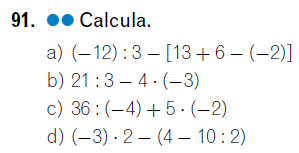 91. ●● Calcula.
a) (−12) : 3 − [13 + 6 − (−2)]
b) 21 : 3 − 4 · (−3)
c) 36 : (−4) + 5 · (−2)
d) (−3) · 2 − (4 − 10 : 2)